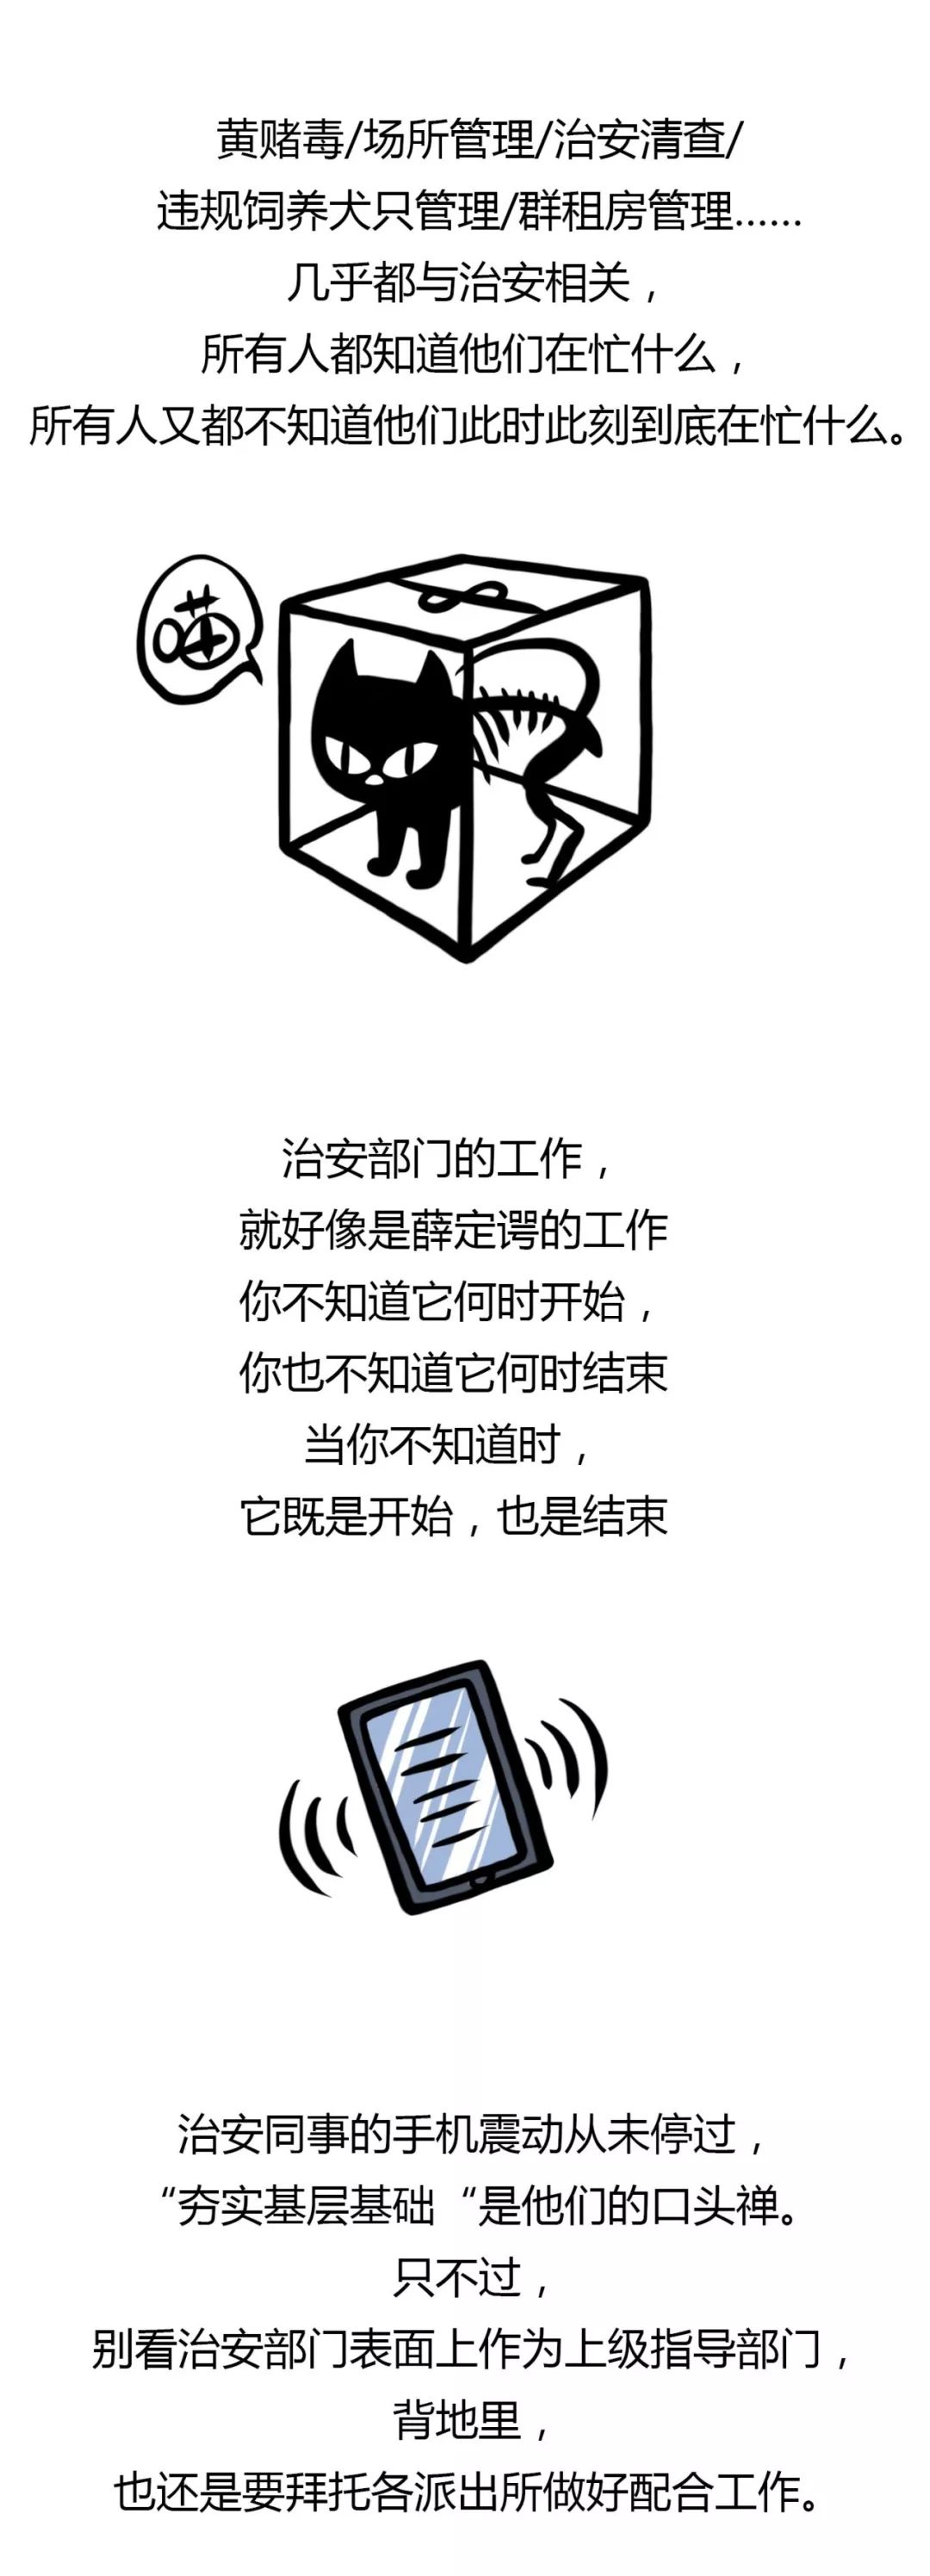 黄赌毒/场所管理/治安清查/
违规饲养犬只管理/群租房管理……
几乎都与治安相关，
所有人都知道他们在忙什么，
所有人又都不知道他们此时此刻到底在忙什么。
喵
治安部门的工作，
就好像是薛定谔的工作
你不知道它何时开始，
你也不知道它何时结束
当你不知道时，
它既是开始，也是结束
治安同事的手机震动从未停过，
“夯实基层基础“是他们的口头禅。
只不过，
别看治安部门表面上作为上级指导部门，
背地里，
也还是要拜托各派出所做好配合工作。